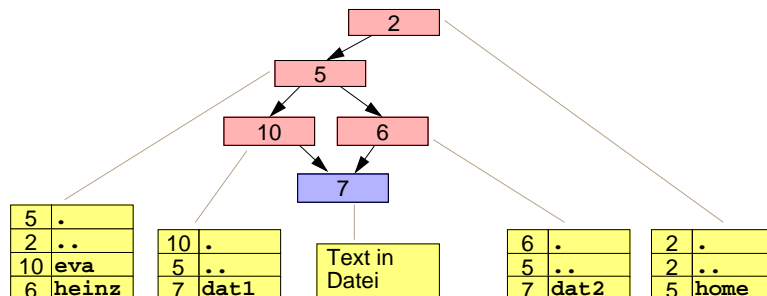 2
5
10
6
7
5 .
2 ..
10 eva
6 heinz
10 .
5 ..
7 dat1
Text in
Datei
6 .
5 ..
7 dat2
2 .
2 ..
5 home